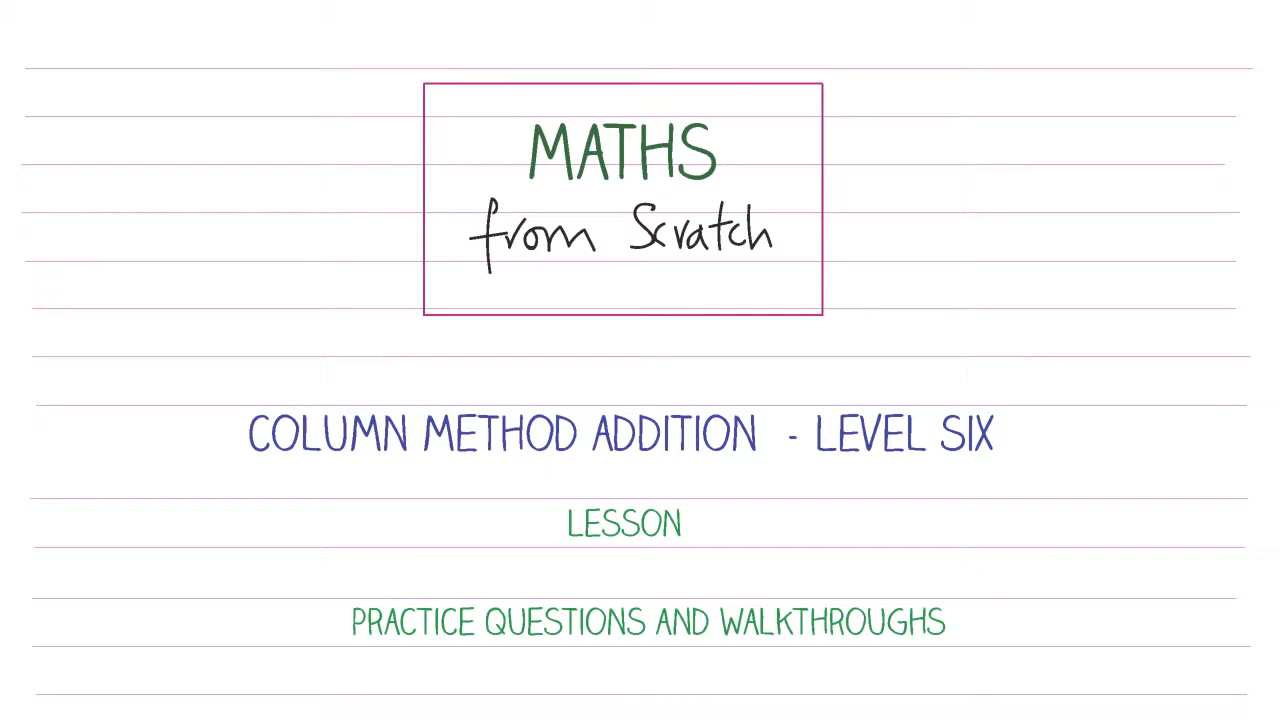 MATHS
from Scratch
COLUMN METHOD ADDITION - LEVEL SIX
LESSON
PRACTICE QUESTIONS AND WALKTHROUGHS